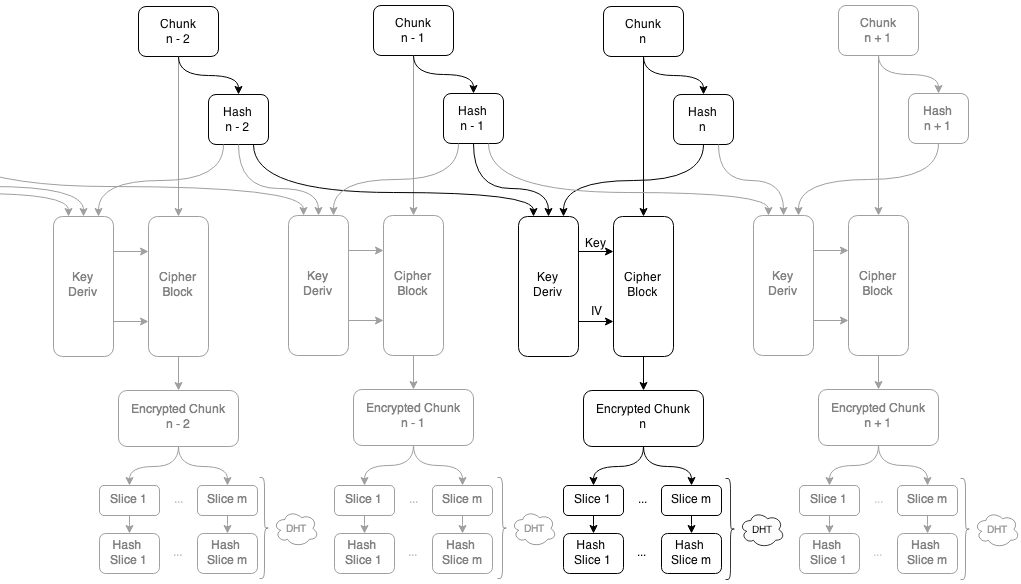 Chunk
n - 2
Chunk
n - 1
Chunk
n
Chunk
n + 1
Hash
n - 2
Hash
n - 1
Hash
n
Hash
n + 1
Key
Deriv
Cipher
Block
Key
Deriv
Cipher
Block
Key
Deriv
Key
IV
Cipher
Block
Key
Deriv
Cipher
Block
Encrypted Chunk
n - 2
Encrypted Chunk
n - 1
Encrypted Chunk
n
Encrypted Chunk
n + 1
Slice 1
...
Slice m
Hash
Slice 1
...
Hash
Slice m
DHT
Slice 1
...
Slice m
Hash
Slice 1
...
Hash
Slice m
DHT
Slice 1
...
Slice m
Hash
Slice 1
...
Hash
Slice m
DHT
Slice 1
...
Slice m
Hash
Slice 1
...
Hash
Slice m
DHT